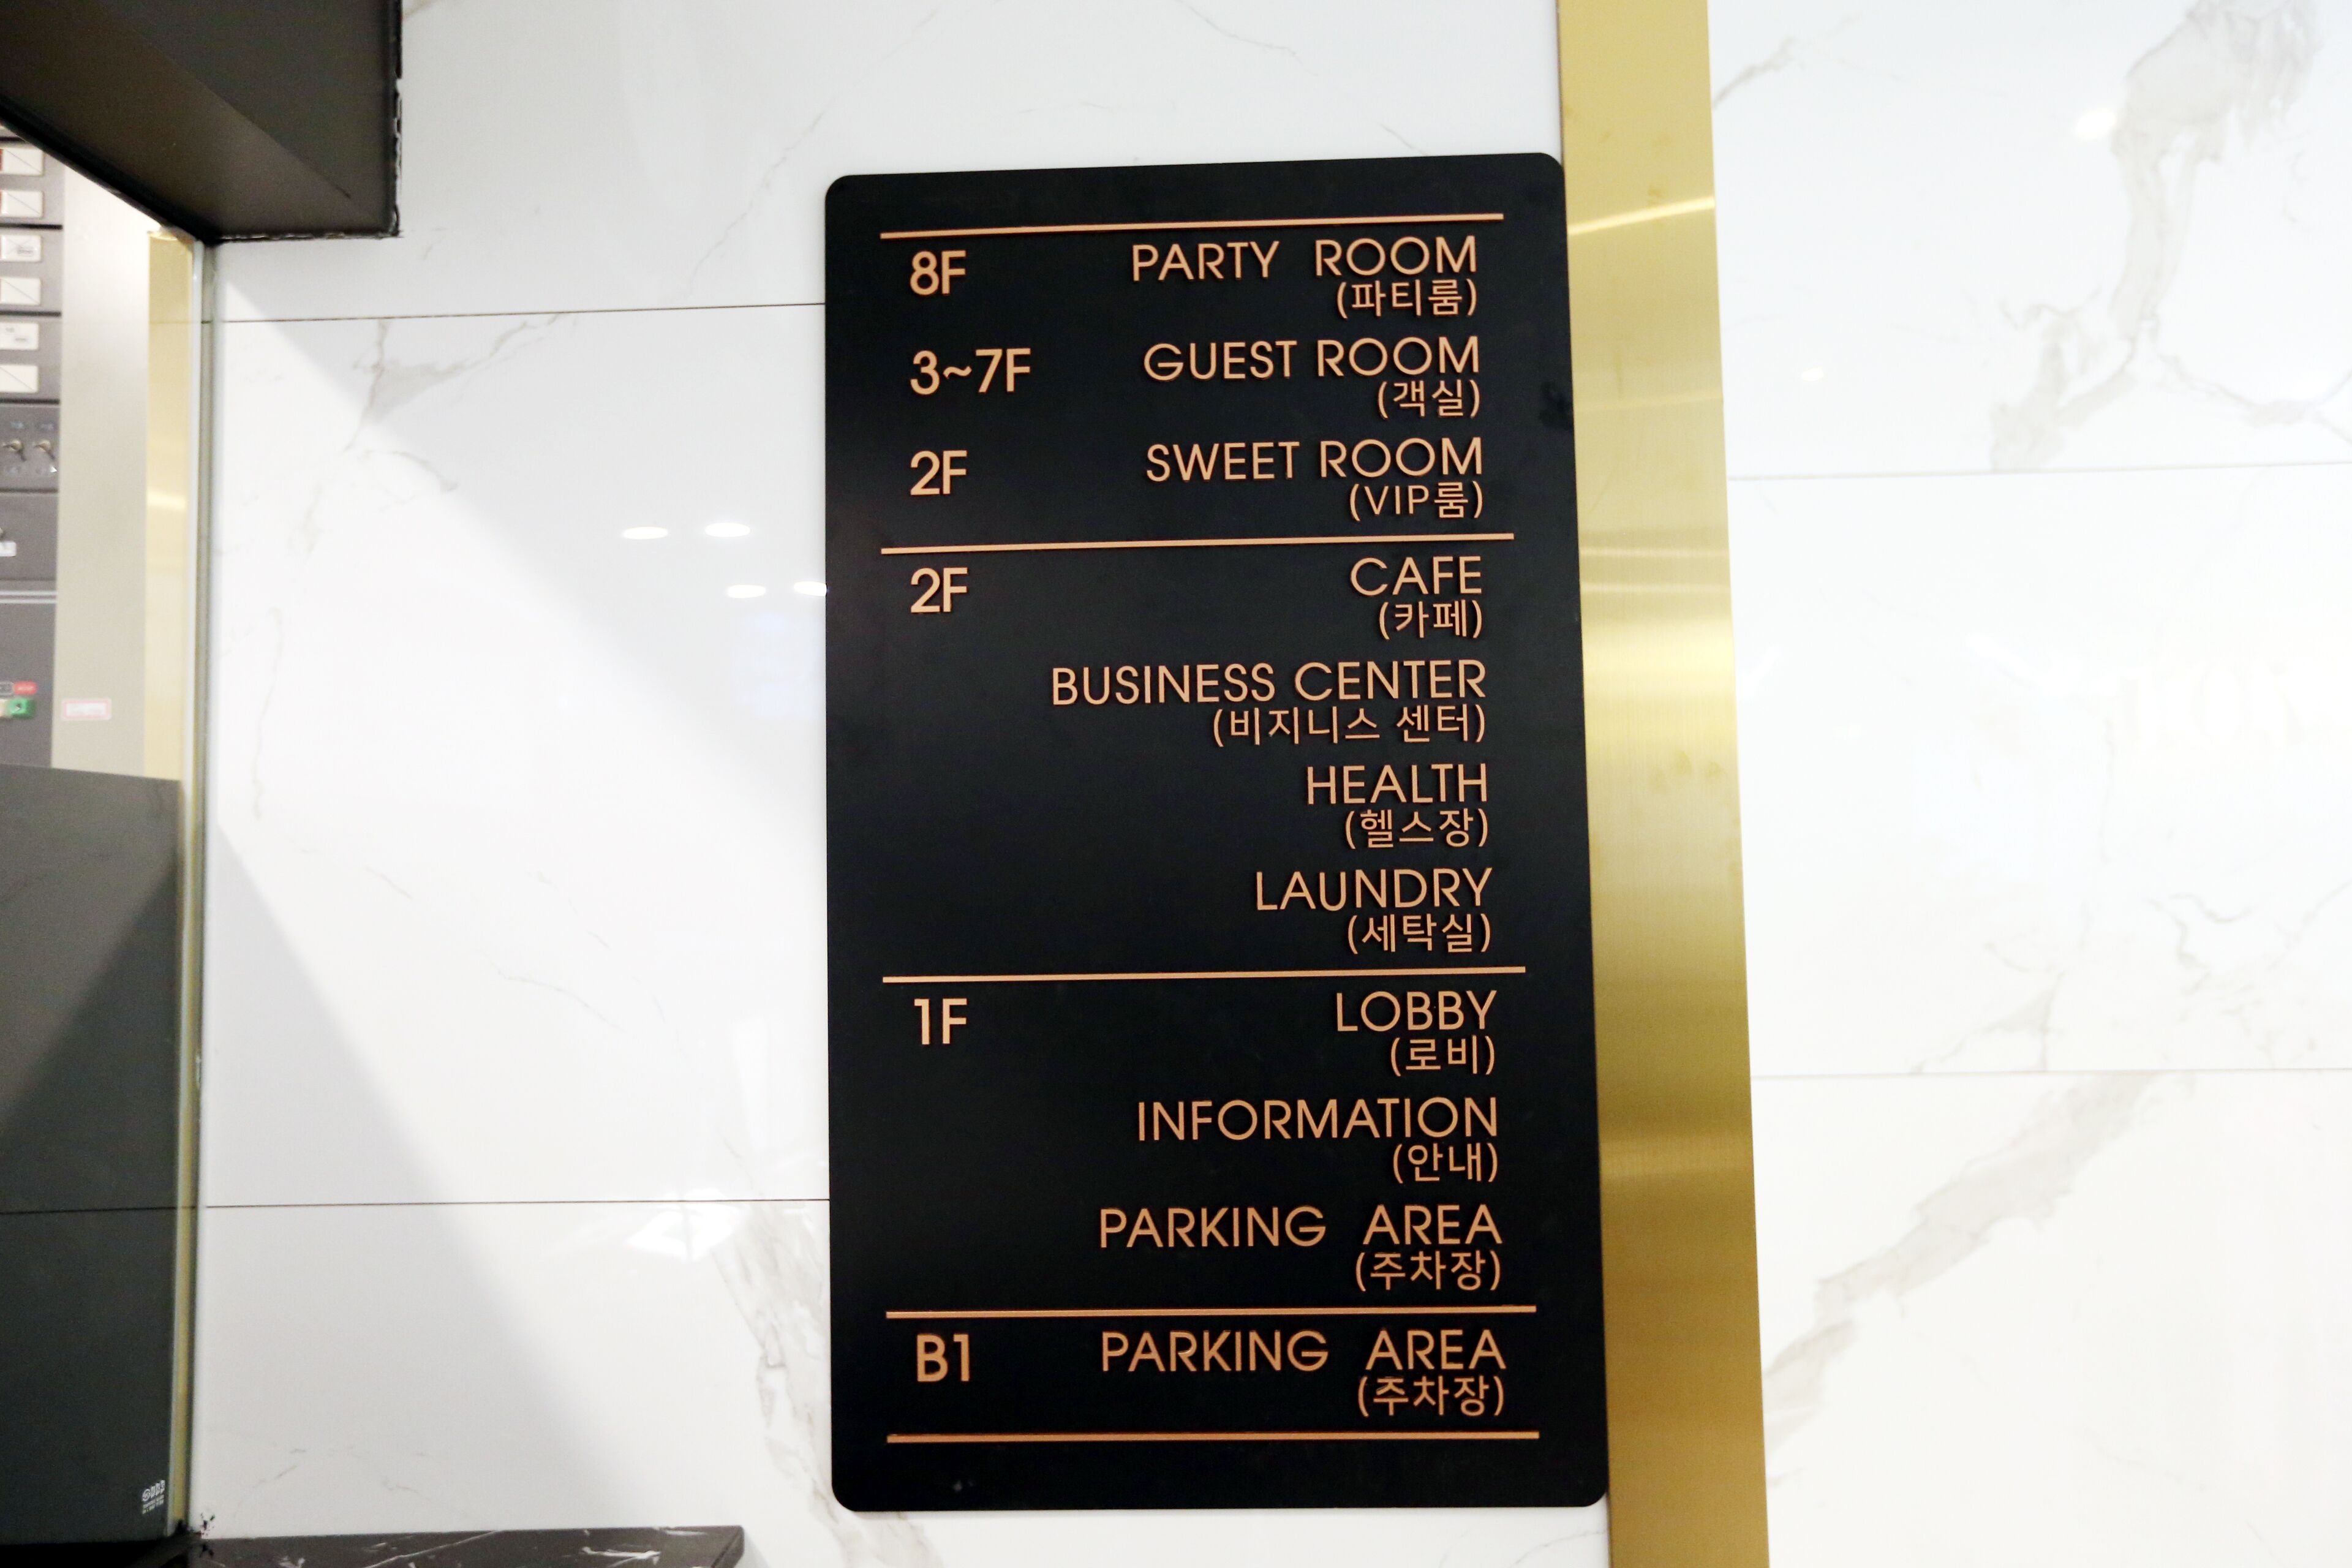 8F PARTY ROOM
(파티룸)
3~7F GUEST ROOM
(객실)
2F SWEET ROOM
(VIP룸)
2F CAFE
(카페)
BUSINESS CENTER
(비지니스 센터)
HEALTH
(헬스장)
LAUNDRY
(세탁실)
1F LOBBY
(로비)
INFORMATION
(안내)
PARKING AREA
(주차장)
B1 PARKING AREA
(주차장)